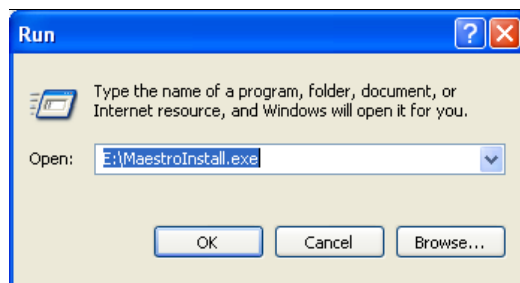 Run
Type the name of a program, folder, document, or
Internet resource, and Windows will open it for you.
Open: E:\MaestroInstall.exe
OK Cancel Browse...